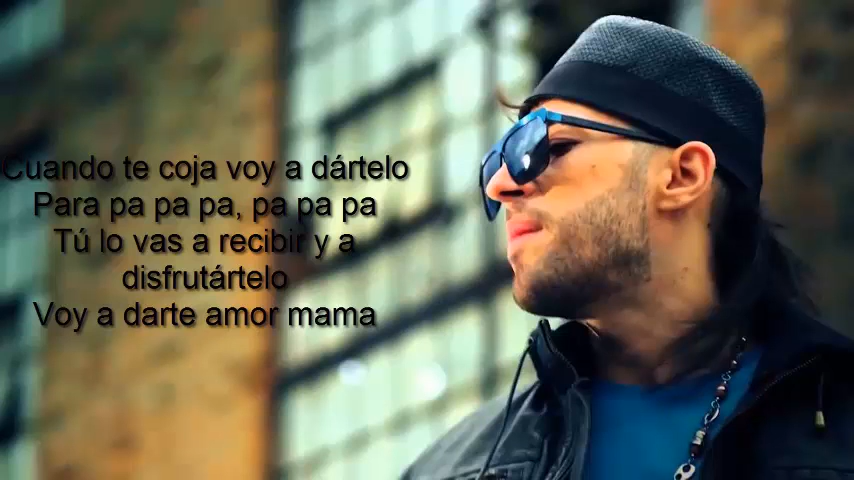 Cuando te coja voy a dártelo
Para pa pa pa, pa pa pa
Tú lo vas a recibir y a
disfrutártelo
Voy a darte amor mama